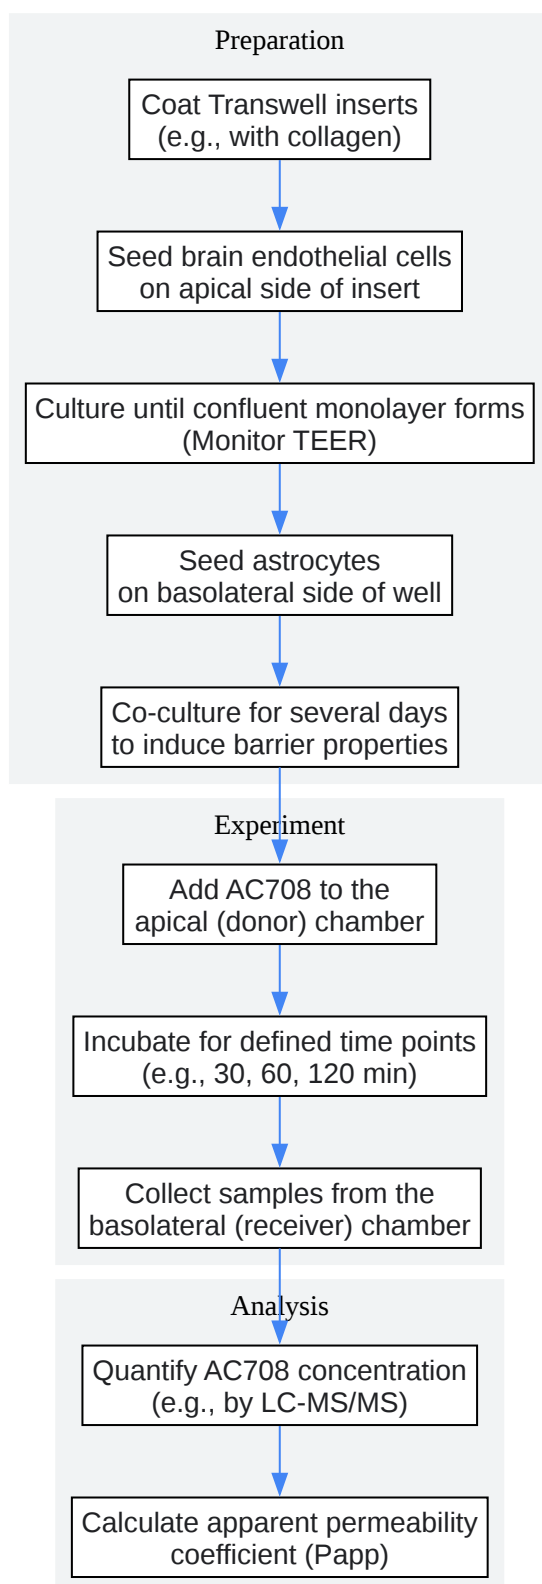 Preparation
Coat Transwell inserts
(e.g., with collagen)
Seed brain endothelial cells
on apical side of insert
Culture until confluent monolayer forms
(Monitor TEER)
Seed astrocytes
on basolateral side of well
Co-culture for several days
to induce barrier properties
Experiment
Add AC708 to the
apical (donor) chamber
Incubate for defined time points
(e.g., 30, 60, 120 min)
Collect samples from the
basolateral (receiver) chamber
Analysis
Quantify AC708 concentration
(e.g., by LC-MS/MS)
Calculate apparent permeability
coefficient (Papp)